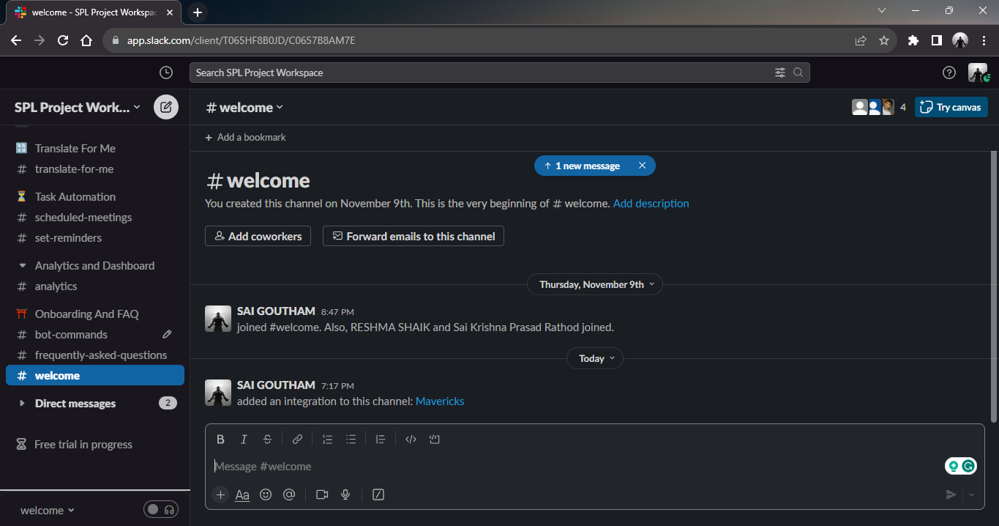 welcome - SPL Project Workspac
app.slack.com/client/T065HF8B0JD/C0657B8AM7E
Search SPL Project Workspace
SPL Project Work...
# welcome
4
Try canvas
+ Add a bookmark
Translate For Me
# translate-for-me
Task Automation
# scheduled-meetings
# set-reminders
Analytics and Dashboard
# analytics
Onboarding And FAQ
# bot-commands
# frequently-asked-questions
# welcome
Direct messages
2
Free trial in progress
welcome
↑ 1 new message
# welcome
You created this channel on November 9th. This is the very beginning of # welcome. Add description
Add coworkers
Forward emails to this channel
Thursday, November 9th
SAI GOUTHAM 8:47 PM
joined #welcome. Also, RESHMA SHAIK and Sai Krishna Prasad Rathod joined.
Today
SAI GOUTHAM 7:17 PM
added an integration to this channel: Mavericks
B I S
Message #welcome
+ Aa @